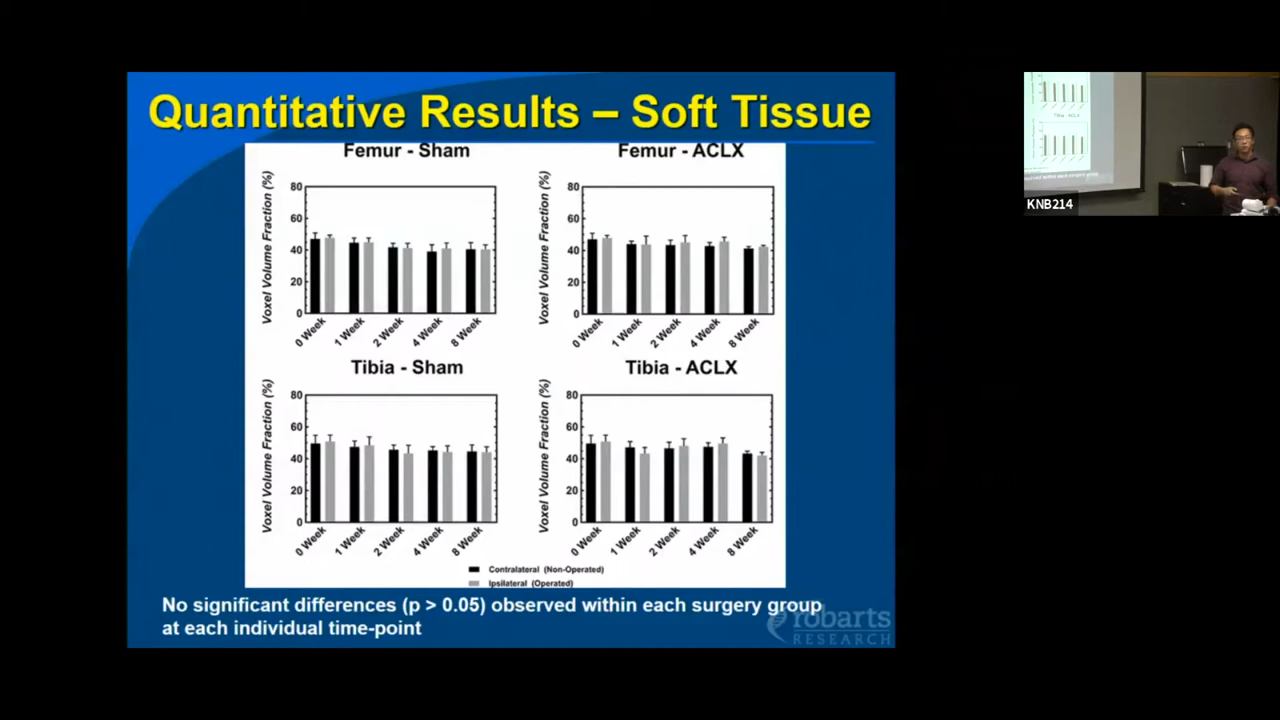 Quantitative Results – Soft Tissue
Femur - Sham
Voxel Volume Fraction (%)
80
60
40
20
0
0 Week
1 Week
2 Week
4 Week
8 Week
Femur - ACLX
Voxel Volume Fraction (%)
80
60
40
20
0
0 Week
1 Week
2 Week
4 Week
8 Week
Tibia - Sham
Voxel Volume Fraction (%)
80
60
40
20
0
0 Week
1 Week
2 Week
4 Week
8 Week
Tibia - ACLX
Voxel Volume Fraction (%)
80
60
40
20
0
0 Week
1 Week
2 Week
4 Week
8 Week
Contralateral (Non-Operated)
Ipsilateral (Operated)
No significant differences (p > 0.05) observed within each surgery group
at each individual time-point
robarts
RESEARCH
Tibia - ACLX
KNB214